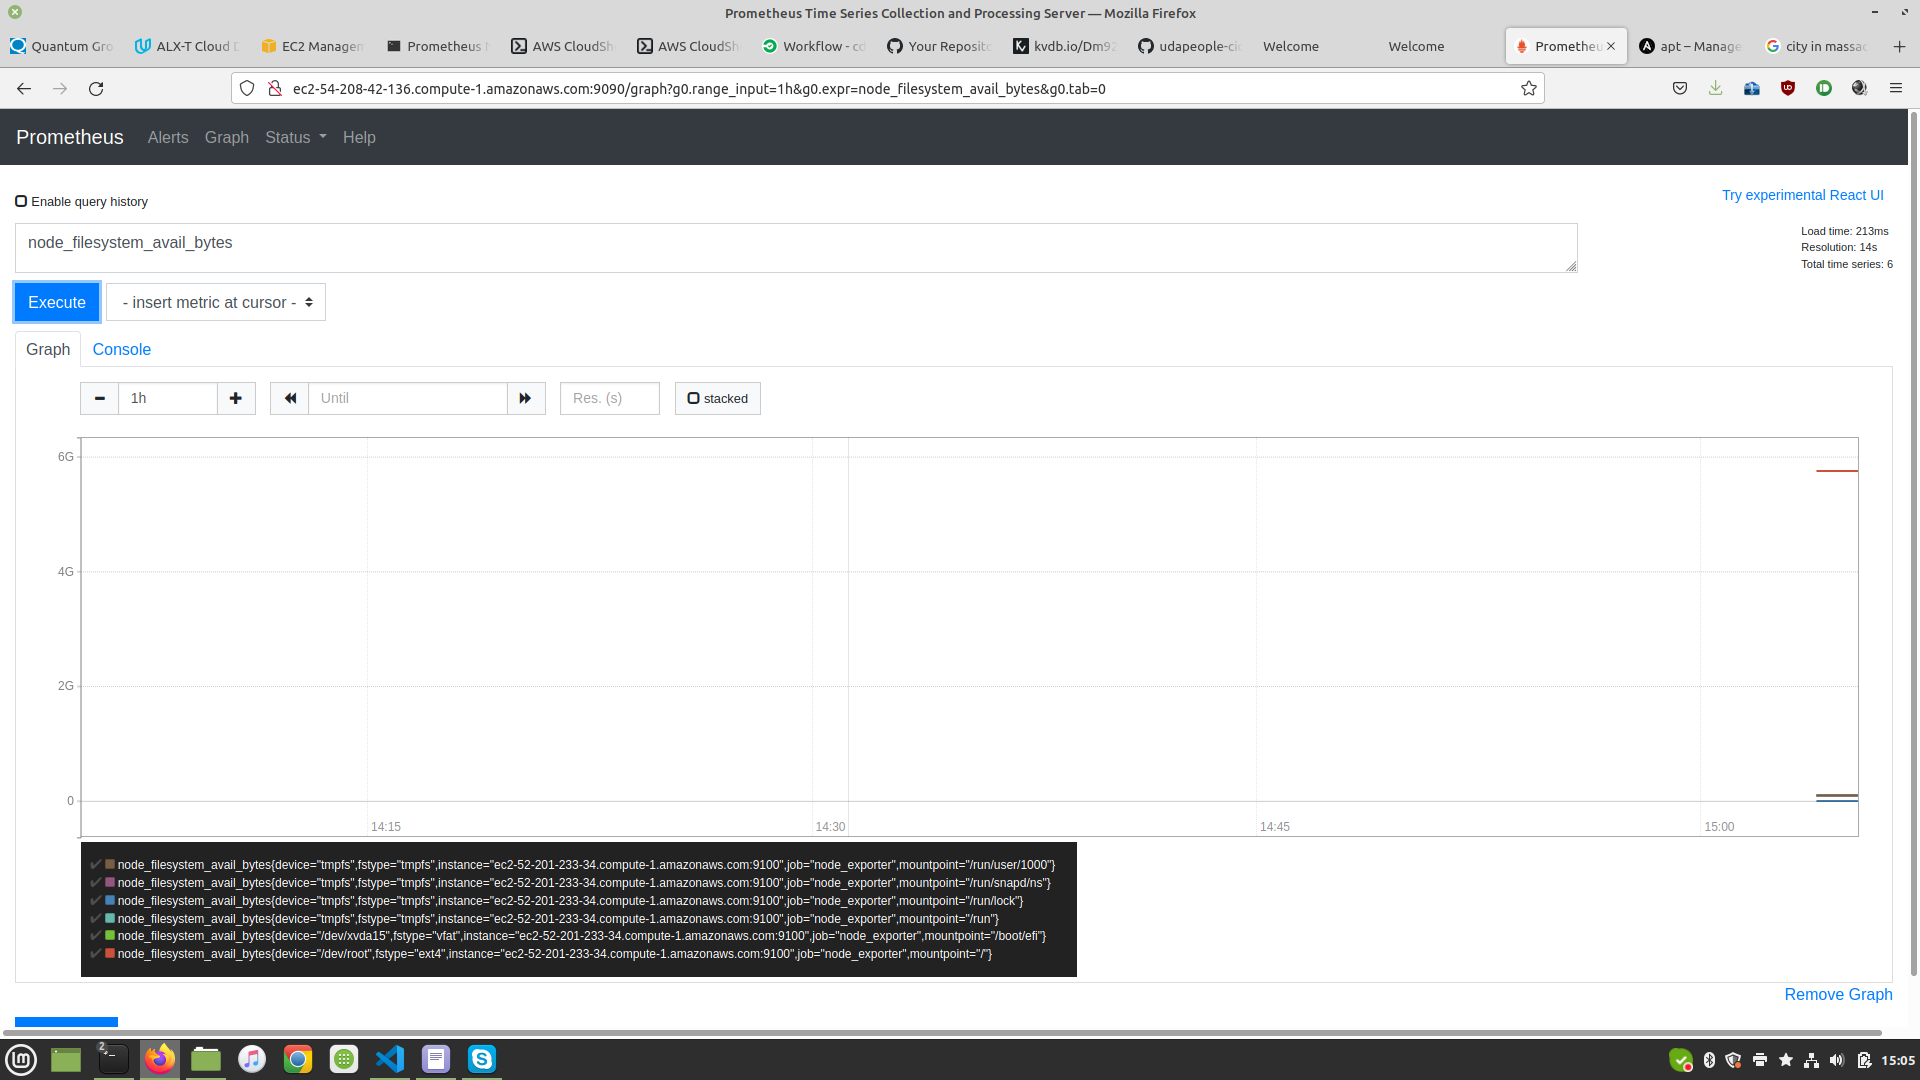 Prometheus Time Series Collection and Processing Server — Mozilla Firefox
Quantum Gro
ALX-T Cloud D
EC2 Managem
Prometheus
AWS CloudSh
AWS CloudSh
Workflow - cd
Your Reposito
kvdb.io/Dm92
udapeople-cic
Welcome
Welcome
Prometheu
apt – Manage
city in massac
ec2-54-208-42-136.compute-1.amazonaws.com:9090/graph?g0.range_input=1h&g0.expr=node_filesystem_avail_bytes&g0.tab=0
Prometheus Alerts Graph Status Help
Enable query history
Try experimental React UI
node_filesystem_avail_bytes
Load time: 213ms
Resolution: 14s
Total time series: 6
Execute
- insert metric at cursor -
Graph
Console
1h
Until
Res. (s)
stacked
6G
4G
2G
0
14:15
14:30
14:45
15:00
node_filesystem_avail_bytes{device="tmpfs",fstype="tmpfs",instance="ec2-52-201-233-34.compute-1.amazonaws.com:9100",job="node_exporter",mountpoint="/run/user/1000"}
node_filesystem_avail_bytes{device="tmpfs",fstype="tmpfs",instance="ec2-52-201-233-34.compute-1.amazonaws.com:9100",job="node_exporter",mountpoint="/run/snapd/ns"}
node_filesystem_avail_bytes{device="tmpfs",fstype="tmpfs",instance="ec2-52-201-233-34.compute-1.amazonaws.com:9100",job="node_exporter",mountpoint="/run/lock"}
node_filesystem_avail_bytes{device="tmpfs",fstype="tmpfs",instance="ec2-52-201-233-34.compute-1.amazonaws.com:9100",job="node_exporter",mountpoint="/run"}
node_filesystem_avail_bytes{device="/dev/xvda15",fstype="vfat",instance="ec2-52-201-233-34.compute-1.amazonaws.com:9100",job="node_exporter",mountpoint="/boot/efi"}
node_filesystem_avail_bytes{device="/dev/root",fstype="ext4",instance="ec2-52-201-233-34.compute-1.amazonaws.com:9100",job="node_exporter",mountpoint="/"}
Remove Graph
2
15:05